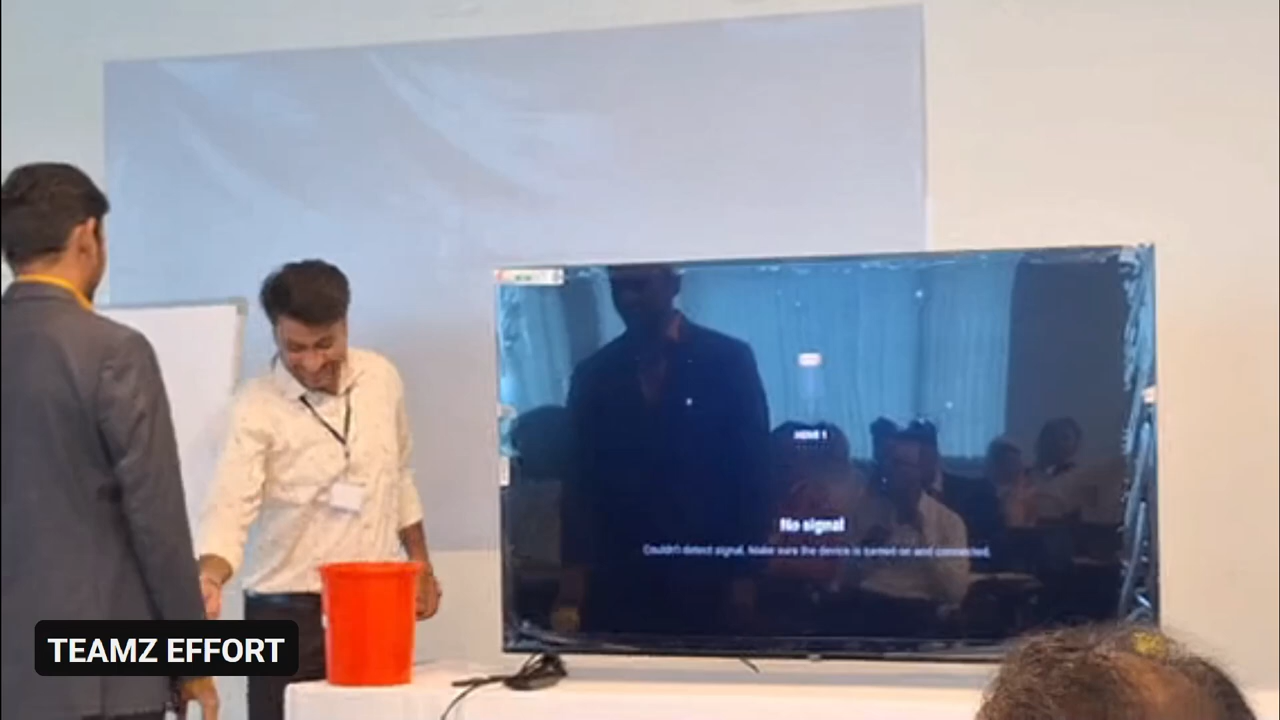 HDMI 1
No signal
Couldn't detect signal. Make sure the device is turned on and connected.
TEAMZ EFFORT